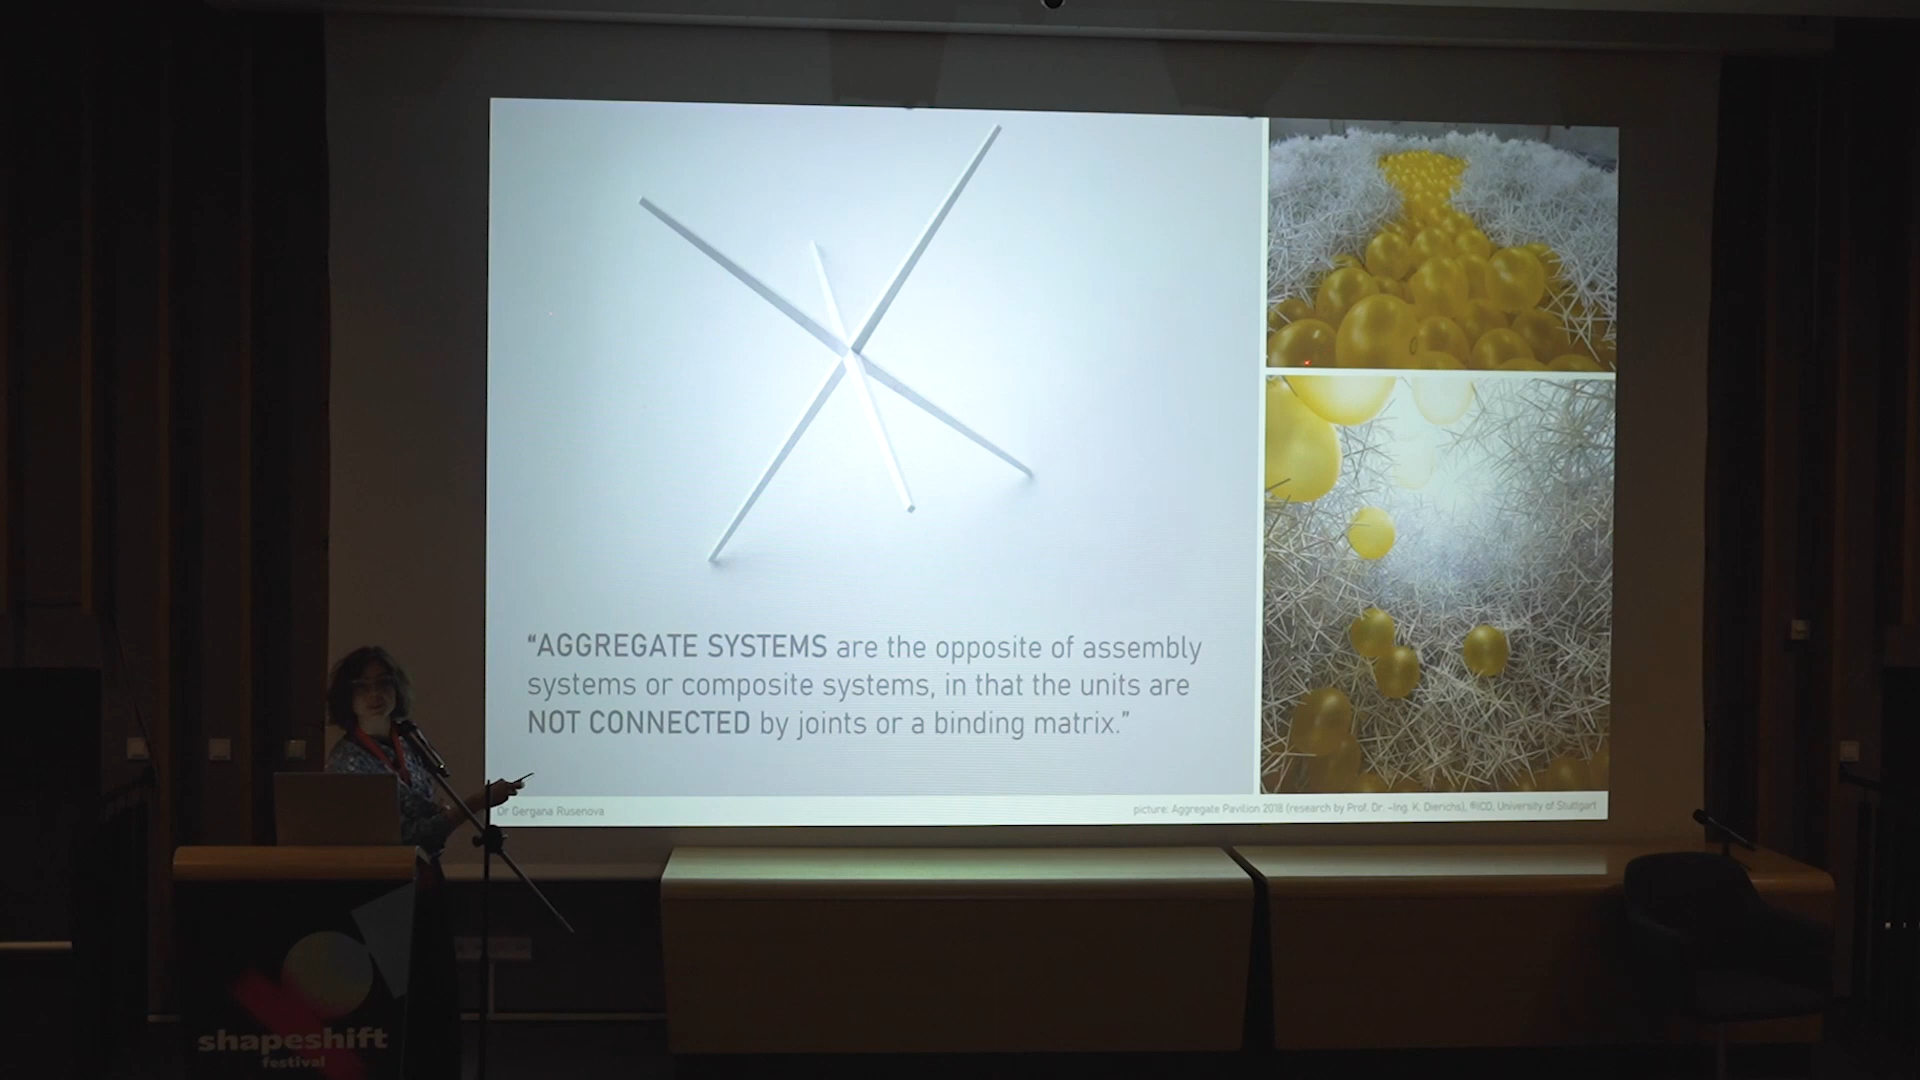 “AGGREGATE SYSTEMS are the opposite of assembly
systems or composite systems, in that the units are
NOT CONNECTED by joints or a binding matrix.”
Dr Gergana Rusenova
picture: Aggregate Pavilion 2018 (research by Prof. Dr. -Ing. K. Dierichs), ©ICD, University of Stuttgart
shapeshift
festival